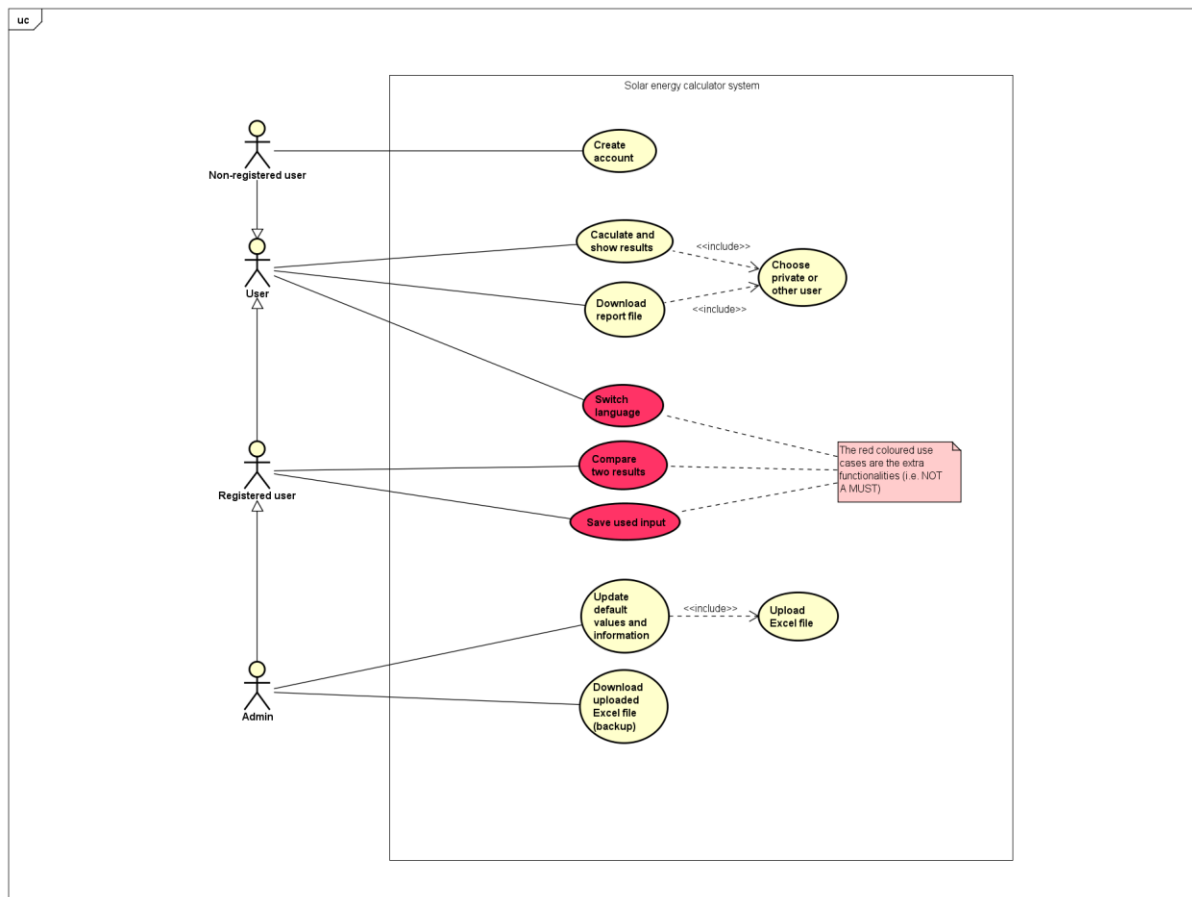 uc
Solar energy calculator system
Non-registered user
Create
account
User
Caculate and
show results
<<include>>
Choose
private or
other user
Download
report file
<<include>>
Switch
language
Registered user
Compare
two results
The red coloured use
cases are the extra
functionalities (i.e. NOT
A MUST)
Save used input
Admin
Update
default
values and
information
<<include>>
Upload
Excel file
Download
uploaded
Excel file
(backup)